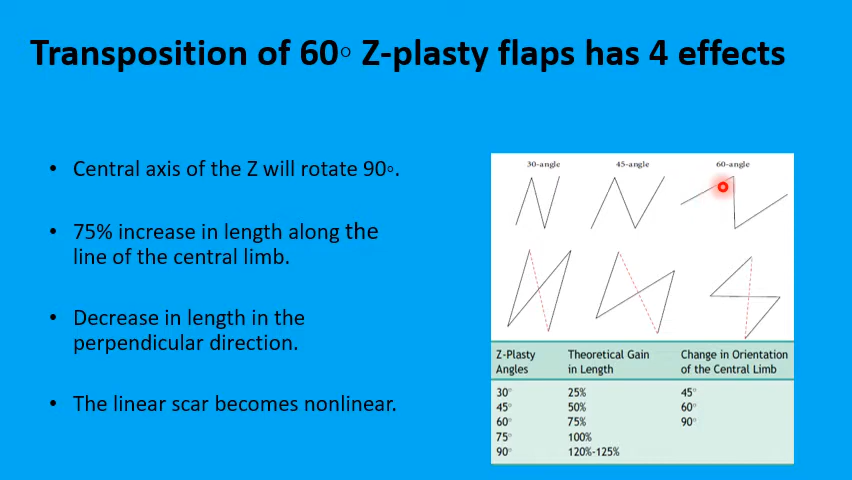 Transposition of 60◦ Z-plasty flaps has 4 effects
• Central axis of the Z will rotate 90◦.
• 75% increase in length along the
line of the central limb.
• Decrease in length in the
perpendicular direction.
• The linear scar becomes nonlinear.
30-angle 45-angle 60-angle
Z-Plasty Angles Theoretical Gain in Length Change in Orientation of the Central Limb
30° 25% 45°
45° 50% 60°
60° 75% 90°
75° 100%
90° 120%-125%